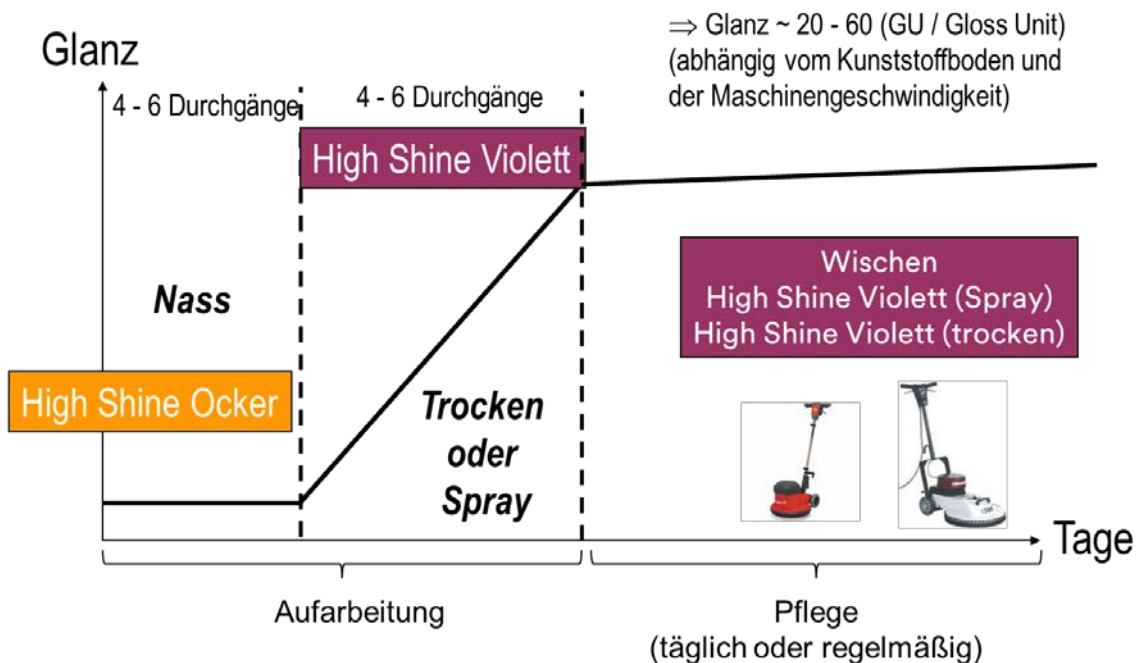 ⇒ Glanz ~ 20 - 60 (GU / Gloss Unit)
(abhängig vom Kunststoffboden und
der Maschinengeschwindigkeit)
Glanz
4 - 6 Durchgänge
4 - 6 Durchgänge
High Shine Violett
Nass
Wischen
High Shine Violett (Spray)
High Shine Violett (trocken)
High Shine Ocker
Trocken
oder
Spray
Tage
Aufarbeitung
Pflege
(täglich oder regelmäßig)